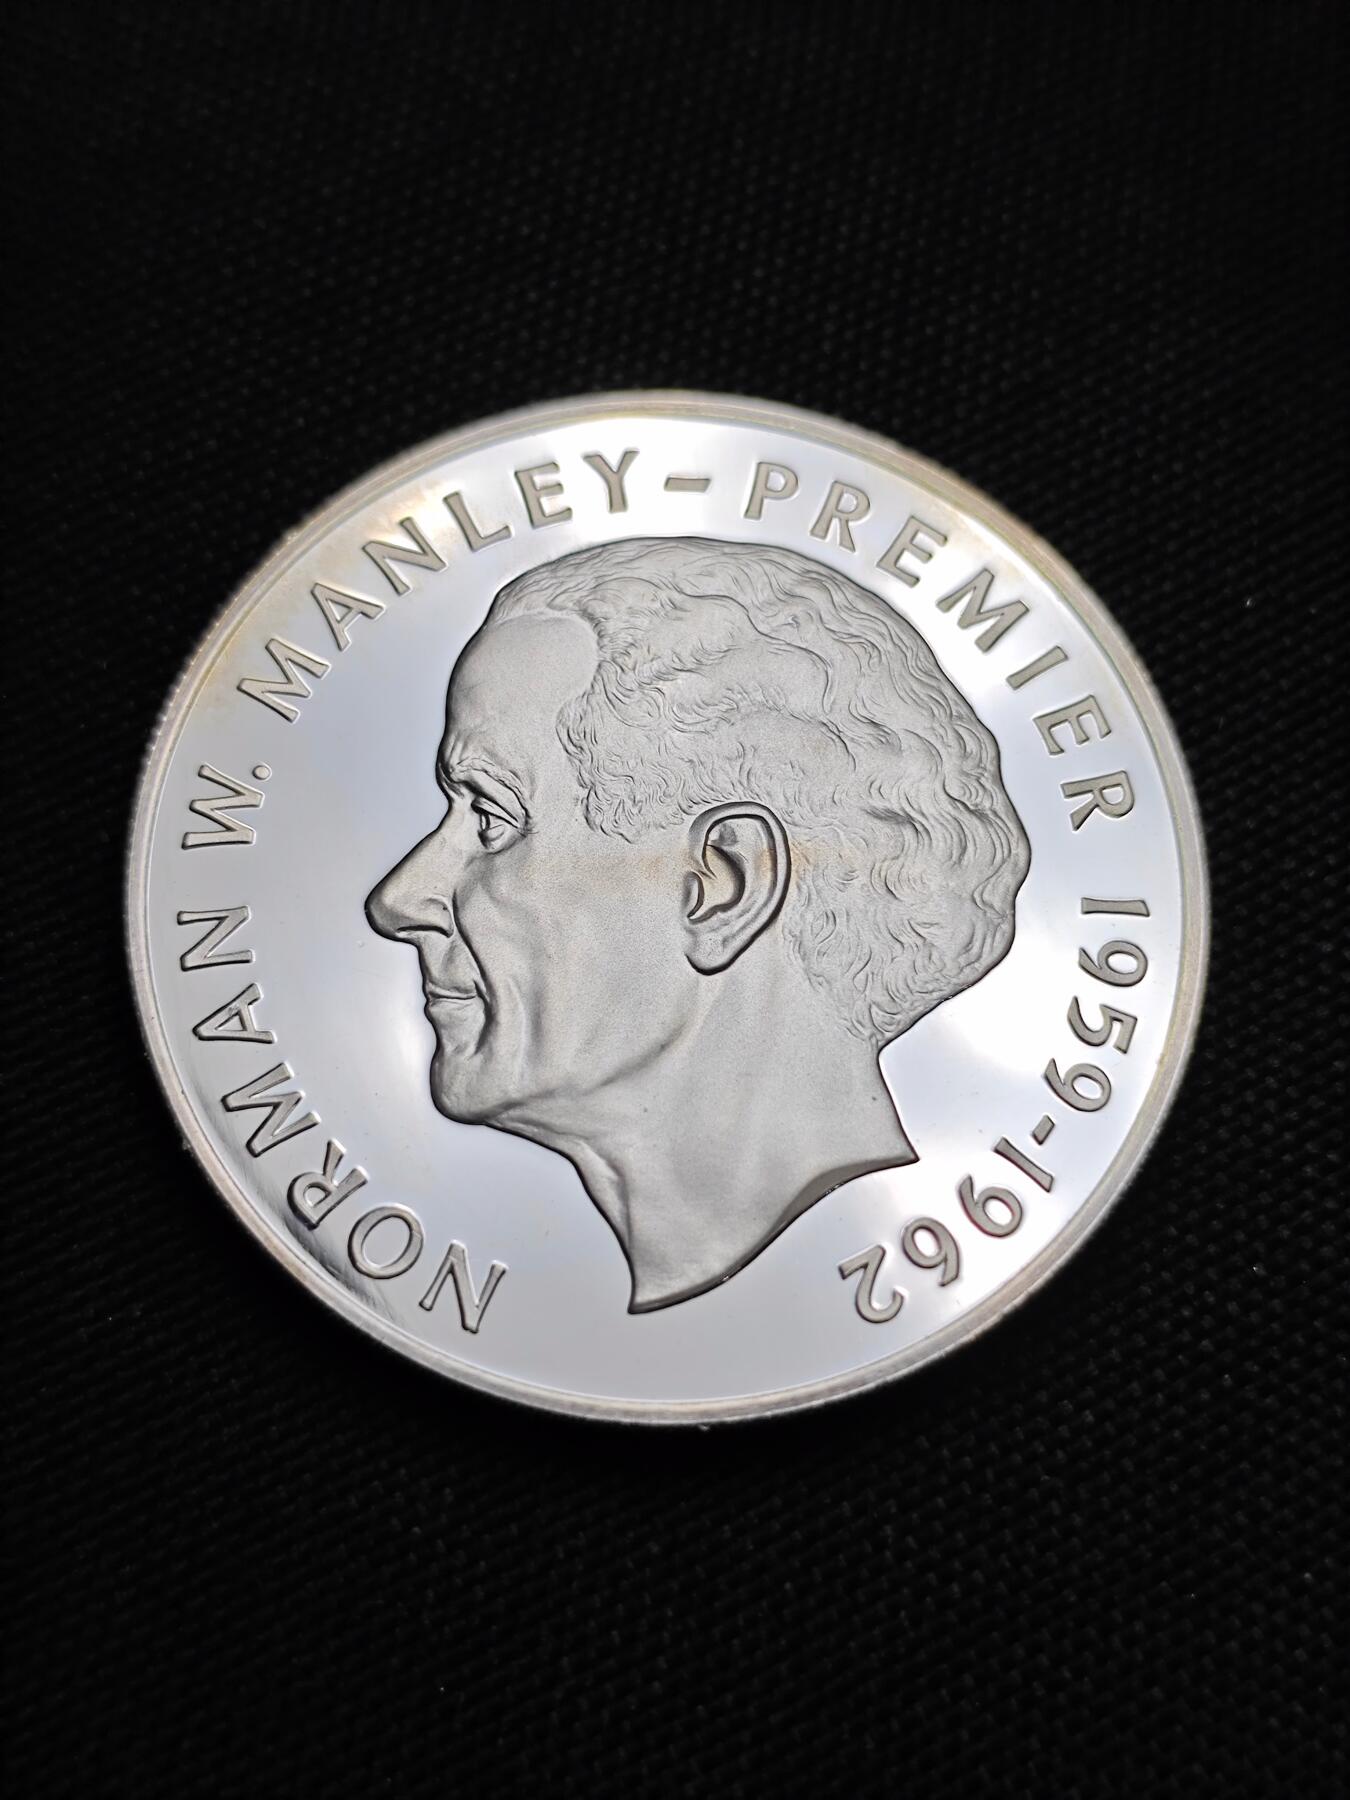 NORMAN W. MANLEY – PREMIER 1959-1962